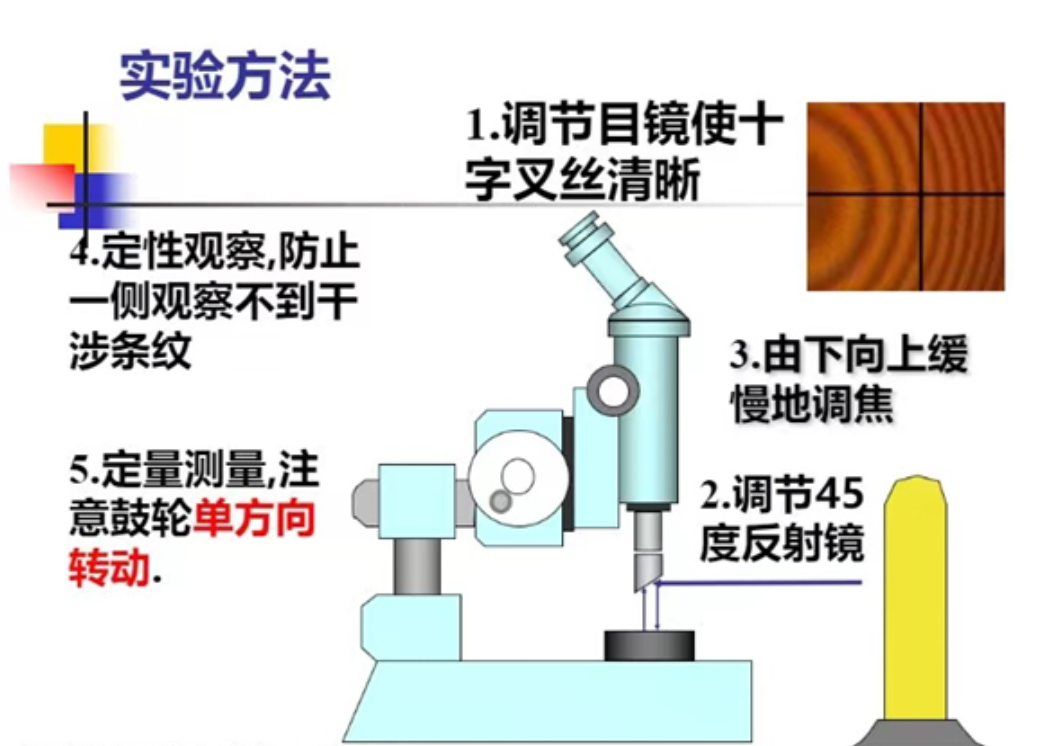 实验方法
1.调节目镜使十
字叉丝清晰
4.定性观察,防止
一侧观察不到干
涉条纹
3.由下向上缓
慢地调焦
5.定量测量,注
意鼓轮单方向
转动.
2.调节45
度反射镜